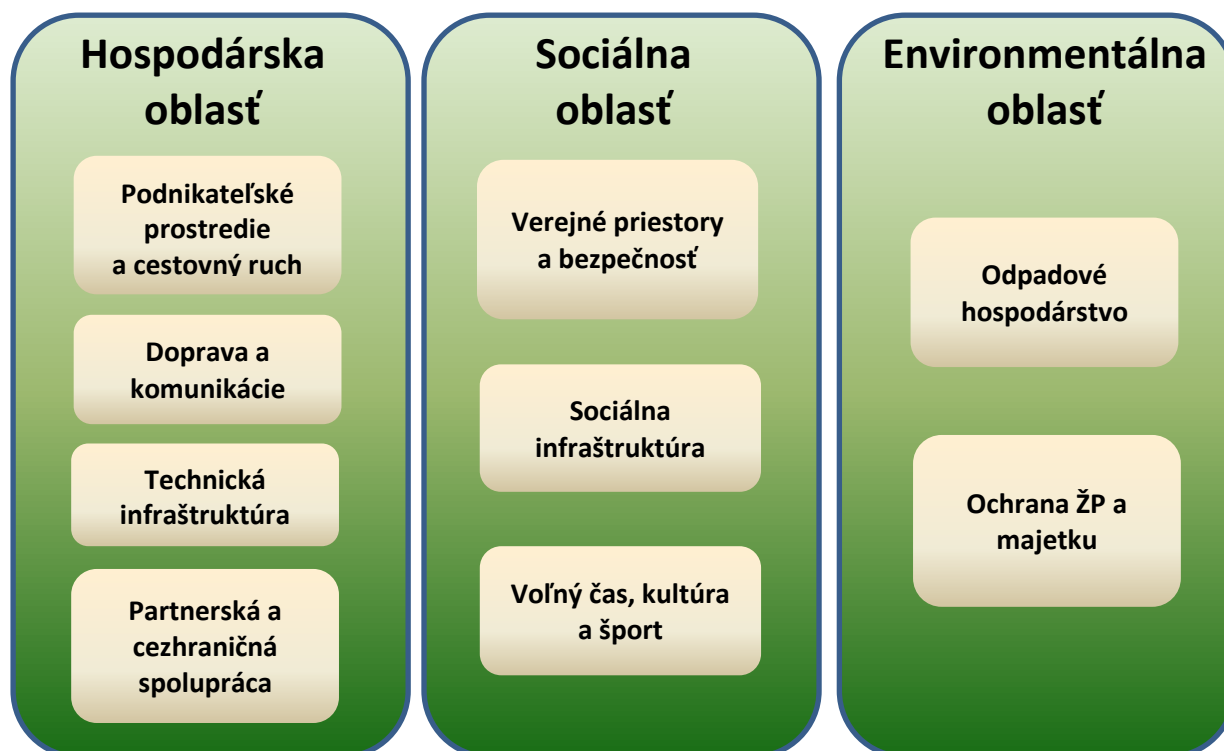 Hospodárska
oblasť
Podnikateľské
prostredie
a cestovný ruch
Doprava a
komunikácie
Technická
infraštruktúra
Partnerská a
cezhraničná
spolupráca
Sociálna
oblasť
Verejné priestory
a bezpečnosť
Sociálna
infraštruktúra
Voľný čas, kultúra
a šport
Environmentálna
oblasť
Odpadové
hospodárstvo
Ochrana ŽP a
majetku